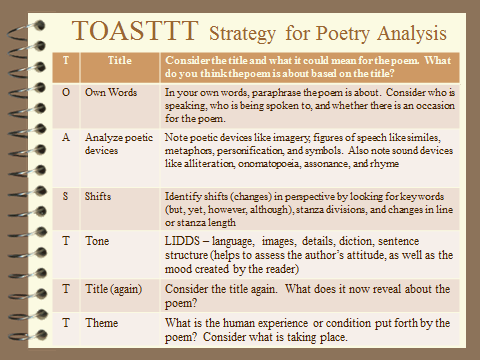 TOASTTT Strategy for Poetry Analysis
T Title Consider the title and what it could mean for the poem. What
do you think the poem is about based on the title?
O Own Words In your own words, paraphrase the poem is about. Consider who is
speaking, who is being spoken to, and whether there is an occasion
for the poem.
A Analyze poetic Note poetic devices like imagery, figures of speech like similes,
devices metaphors, personification, and symbols. Also note sound devices
like alliteration, onomatopoeia, assonance, and rhyme
S Shifts Identify shifts (changes) in perspective by looking for keywords
(but, yet, however, although), stanza divisions, and changes in line
or stanza length
T Tone LIDDS – language, images, details, diction, sentence
structure (helps to assess the author's attitude, as well as the
mood created by the reader)
T Title (again) Consider the title again. What does it now reveal about the
poem?
T Theme What is the human experience or condition put forth by the
poem? Consider what is taking place.